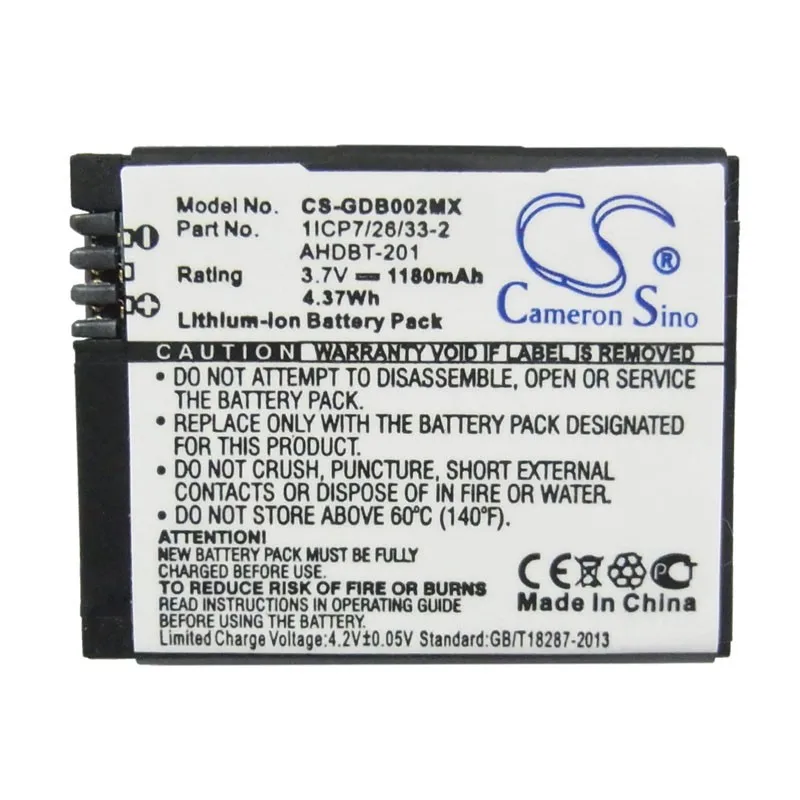 Model No. CS-GDB002MX
Part No. 1ICP7/26/33-2
AHDBT-201
Rating 3.7V 1180mAh
4.37Wh
Lithium-Ion Battery Pack
CS
Cameron Sino
CAUTION WARRANTY VOID IF LABEL IS REMOVED
• DO NOT ATTEMPT TO DISASSEMBLE, OPEN OR SERVICE
THE BATTERY PACK.
• REPLACE ONLY WITH THE BATTERY PACK DESIGNATED
FOR THIS PRODUCT.
• DO NOT CRUSH, PUNCTURE, SHORT EXTERNAL
CONTACTS, OR DISPOSE OF IN FIRE OR WATER.
• DO NOT STORE ABOVE 60℃ (140℉).
ATTENTION!
NEW BATTERY PACK MUST BE FULLY
CHARGED BEFORE USE.
TO REDUCE RISK OF FIRE OR BURNS
READ INSTRUCTIONS IN OPERATING GUIDE
PRIOR TO USE.
CE
Made In China
Limited Charge Voltage:4.2V±0.05V Standard:GB/T18287-2013